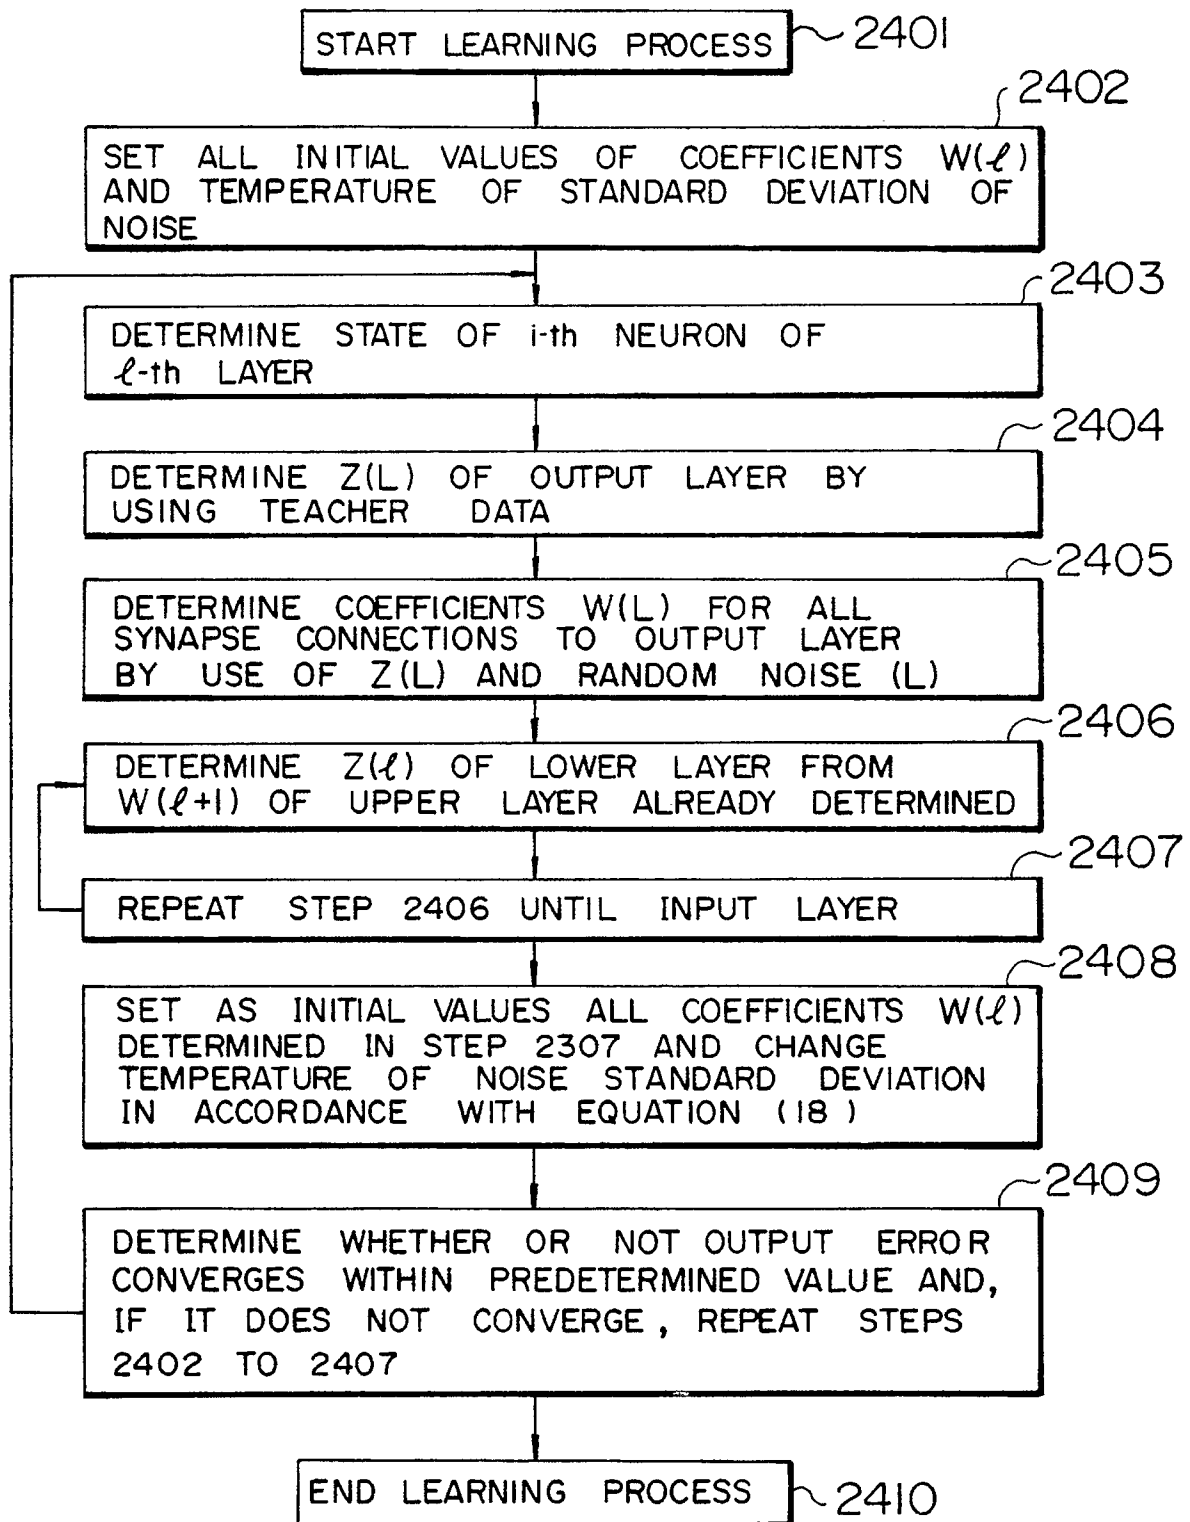 START LEARNING PROCESS
2401
2402
SET ALL INITIAL VALUES OF COEFFICIENTS W(ℓ)
AND TEMPERATURE OF STANDARD DEVIATION OF
NOISE
2403
DETERMINE STATE OF i-th NEURON OF
ℓ-th LAYER
2404
DETERMINE Z(L) OF OUTPUT LAYER BY
USING TEACHER DATA
2405
DETERMINE COEFFICIENTS W(L) FOR ALL
SYNAPSE CONNECTIONS TO OUTPUT LAYER
BY USE OF Z(L) AND RANDOM NOISE (L)
2406
DETERMINE Z(ℓ) OF LOWER LAYER FROM
W(ℓ+1) OF UPPER LAYER ALREADY DETERMINED
2407
REPEAT STEP 2406 UNTIL INPUT LAYER
2408
SET AS INITIAL VALUES ALL COEFFICIENTS W(ℓ)
DETERMINED IN STEP 2307 AND CHANGE
TEMPERATURE OF NOISE STANDARD DEVIATION
IN ACCORDANCE WITH EQUATION (18)
2409
DETERMINE WHETHER OR NOT OUTPUT ERROR
CONVERGES WITHIN PREDETERMINED VALUE AND,
IF IT DOES NOT CONVERGE, REPEAT STEPS
2402 TO 2407
END LEARNING PROCESS
2410